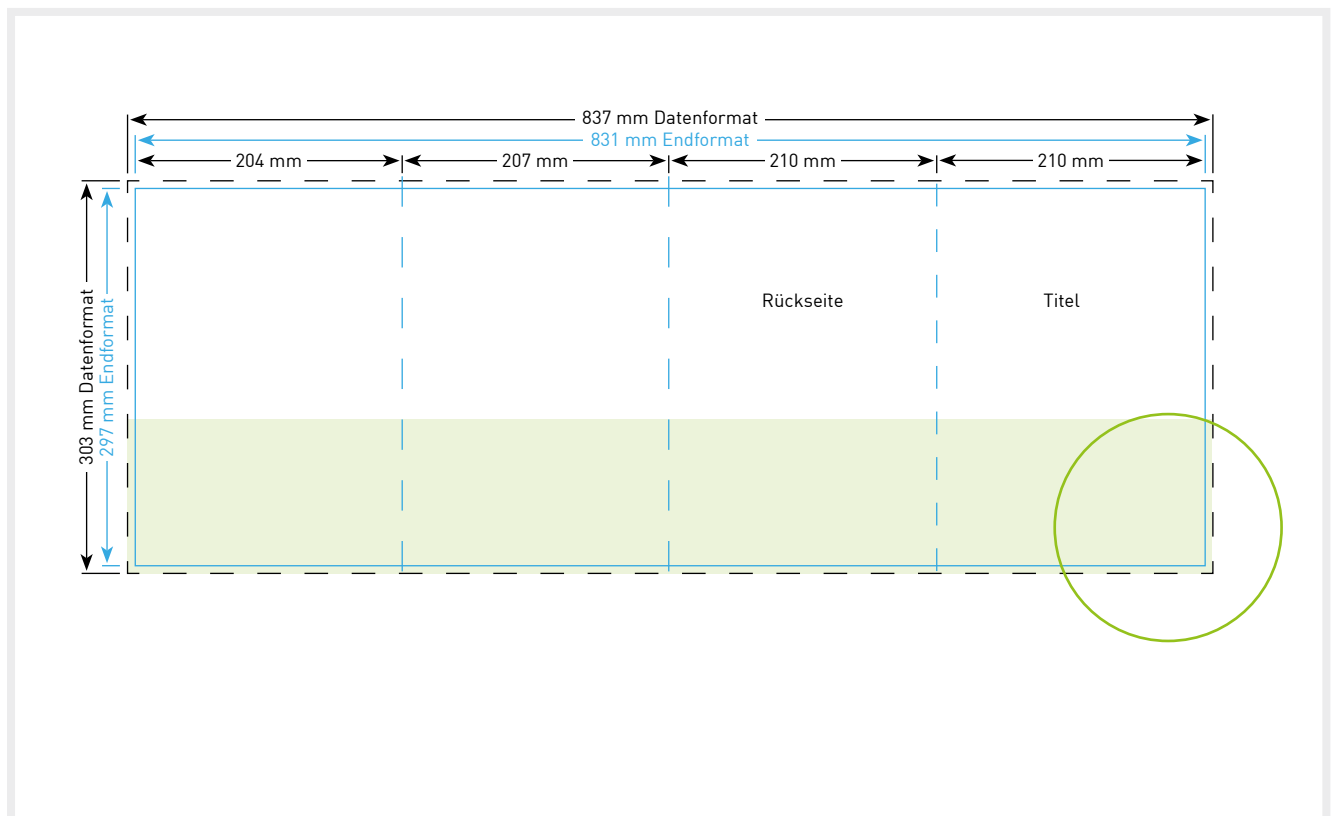 837 mm Datenformat
831 mm Endformat
204 mm
207 mm
210 mm
210 mm
303 mm Datenformat
297 mm Endformat
Rückseite
Titel